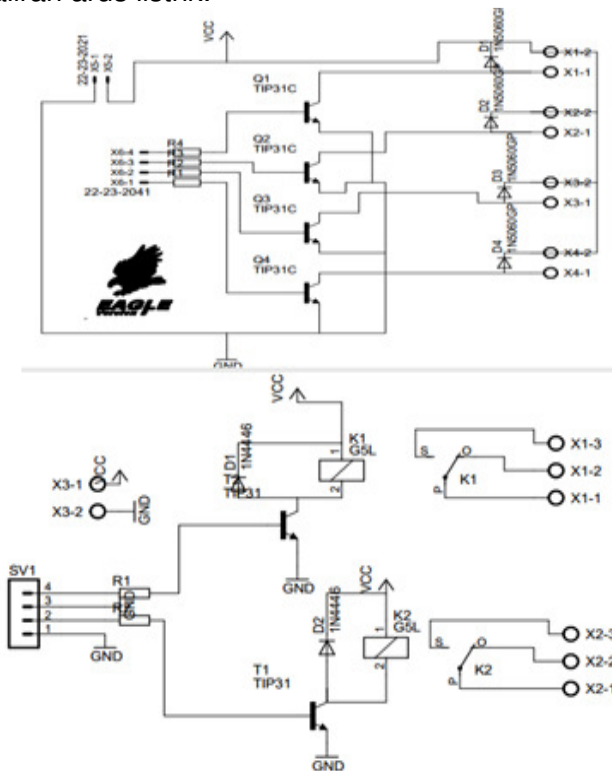 aliran arus listrik.
VCC
22-23-2021
X5-1
X5-2
Q1
TIP31C
Q2
TIP31C
Q3
TIP31C
Q4
TIP31C
R4
X6-4
X6-3
X6-2
X6-1
R1
22-23-2041
D1
1N5060GP
D2
1N5060GP
D3
1N5060GP
D4
1N5060GP
X1-2
X1-1
X2-2
X2-1
X3-2
X3-1
X4-2
X4-1
EAGLE
GND
VCC
K1
G5L
1
2
D1
1N4446
TIP31
GND
X3-1
VCC
X3-2
GND
SV1
4
3
2
1
R1
GND
GND
S
O
P
K1
X1-3
X1-2
X1-1
VCC
K2
G5L
1
2
D2
1N4446
T1
TIP31
GND
S
O
P
K2
X2-3
X2-2
X2-1